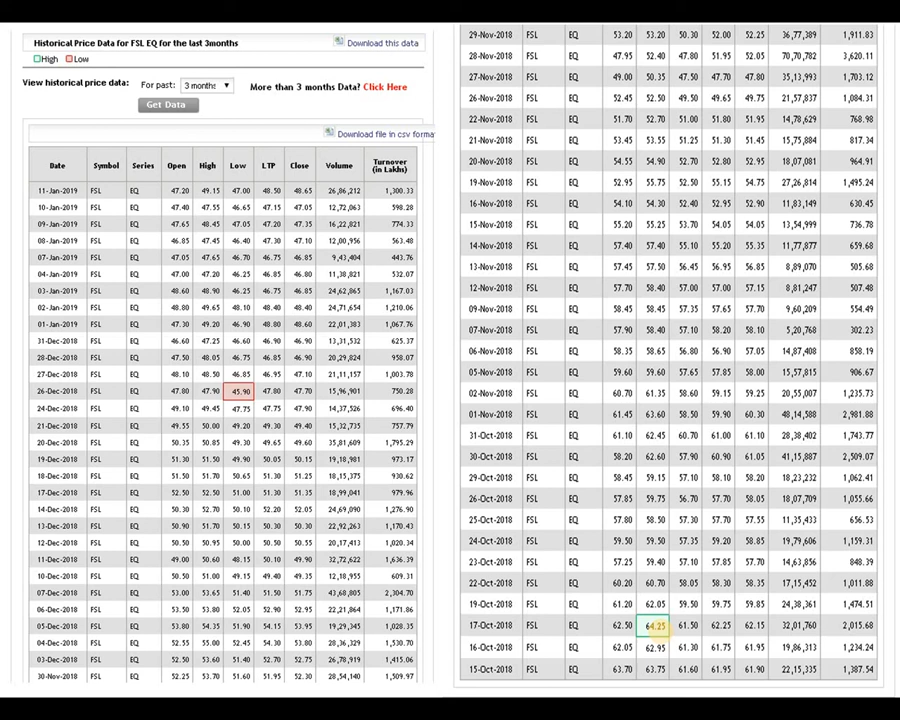 Historical Price Data for FSL EQ for the last 3months
Download this data
High Low
View historical price data: For past: 3 months More than 3 months Data? Click Here
Get Data
Download file in csv forma
Date Symbol Series Open High Low LTP Close Volume Turnover (in Lakhs)
11-Jan-2019 FSL EQ 47.20 49.15 47.00 48.50 48.65 26,86,212 1,300.33
10-Jan-2019 FSL EQ 47.40 47.55 46.65 47.15 47.05 12,72,063 598.28
09-Jan-2019 FSL EQ 48.45 48.45 47.05 47.20 47.35 16,22,821 774.33
08-Jan-2019 FSL EQ 46.85 47.45 46.40 47.30 47.10 12,00,956 563.48
07-Jan-2019 FSL EQ 47.05 47.65 46.70 46.75 46.85 9,43,404 443.76
04-Jan-2019 FSL EQ 47.00 47.20 46.25 46.85 46.80 11,38,821 532.07
03-Jan-2019 FSL EQ 48.60 48.90 46.25 46.75 46.85 24,62,865 1,167.03
02-Jan-2019 FSL EQ 48.80 49.65 48.10 48.40 48.40 24,71,654 1,210.06
01-Jan-2019 FSL EQ 47.30 49.20 46.90 48.80 48.60 22,01,383 1,067.76
31-Dec-2018 FSL EQ 46.60 47.25 46.60 46.90 46.90 13,31,532 625.37
28-Dec-2018 FSL EQ 47.50 48.05 46.75 46.85 46.90 20,29,824 958.07
27-Dec-2018 FSL EQ 48.10 48.50 46.85 46.95 47.10 21,11,157 1,003.78
26-Dec-2018 FSL EQ 47.80 47.90 45.90 47.80 47.70 15,96,901 750.28
24-Dec-2018 FSL EQ 49.10 49.45 47.75 47.75 47.90 14,37,526 696.40
21-Dec-2018 FSL EQ 49.55 50.00 49.20 49.30 49.40 15,32,735 757.79
20-Dec-2018 FSL EQ 50.35 50.85 49.30 49.65 49.60 35,81,609 1,795.29
19-Dec-2018 FSL EQ 51.30 51.50 49.90 50.05 50.15 19,18,981 973.17
18-Dec-2018 FSL EQ 51.50 51.70 50.65 51.30 51.25 18,15,375 930.62
17-Dec-2018 FSL EQ 52.50 52.50 51.00 51.30 51.35 18,99,041 979.96
14-Dec-2018 FSL EQ 50.30 52.70 50.10 52.20 52.05 24,69,090 1,276.90
13-Dec-2018 FSL EQ 50.90 51.70 50.15 50.30 50.30 22,92,263 1,170.43
12-Dec-2018 FSL EQ 50.50 50.95 50.00 50.50 50.55 20,17,413 1,020.34
11-Dec-2018 FSL EQ 49.00 50.60 48.15 50.10 49.90 32,72,622 1,636.39
10-Dec-2018 FSL EQ 50.50 51.00 49.15 49.40 49.35 12,18,955 609.31
07-Dec-2018 FSL EQ 53.00 53.65 51.40 51.50 51.75 43,68,805 2,304.70
06-Dec-2018 FSL EQ 53.50 53.80 52.05 52.90 52.95 22,21,864 1,171.86
05-Dec-2018 FSL EQ 53.85 54.35 51.90 54.15 53.95 19,29,345 1,028.35
04-Dec-2018 FSL EQ 52.55 55.00 52.45 54.30 53.80 28,36,329 1,530.70
03-Dec-2018 FSL EQ 52.50 53.60 51.40 52.70 52.75 26,78,919 1,415.06
30-Nov-2018 FSL EQ 52.25 53.70 51.60 51.95 52.30 28,54,140 1,509.97
29-Nov-2018 FSL EQ 53.20 53.20 50.30 52.00 52.25 36,77,389 1,911.83
28-Nov-2018 FSL EQ 47.95 52.40 47.80 51.95 52.05 70,70,782 3,620.11
27-Nov-2018 FSL EQ 49.00 50.35 47.50 47.70 47.80 35,13,993 1,703.12
26-Nov-2018 FSL EQ 52.45 52.50 49.50 49.65 49.75 21,57,837 1,084.31
22-Nov-2018 FSL EQ 51.70 52.70 51.00 51.80 51.95 14,78,629 768.98
21-Nov-2018 FSL EQ 53.45 53.55 51.25 51.30 51.45 15,75,884 817.34
20-Nov-2018 FSL EQ 54.55 54.90 52.70 52.80 52.95 18,07,081 964.91
19-Nov-2018 FSL EQ 52.95 55.75 52.50 55.15 54.75 27,26,814 1,495.24
16-Nov-2018 FSL EQ 54.10 54.30 52.40 52.95 52.90 11,83,149 630.45
15-Nov-2018 FSL EQ 55.20 55.25 53.70 54.05 54.05 13,54,999 736.78
14-Nov-2018 FSL EQ 57.40 57.40 55.10 55.20 55.35 11,77,877 659.68
13-Nov-2018 FSL EQ 57.45 57.50 56.45 56.95 56.85 8,89,070 505.68
12-Nov-2018 FSL EQ 57.70 58.40 57.00 57.00 57.15 8,81,247 507.48
09-Nov-2018 FSL EQ 58.45 58.45 57.35 57.65 57.70 9,60,209 554.49
07-Nov-2018 FSL EQ 57.90 58.40 57.10 58.20 58.10 5,20,768 302.23
06-Nov-2018 FSL EQ 58.35 58.65 56.80 56.90 57.05 14,87,408 858.19
05-Nov-2018 FSL EQ 59.60 59.60 57.65 57.85 58.00 15,57,815 906.67
02-Nov-2018 FSL EQ 60.70 61.35 58.60 59.15 59.25 20,55,007 1,235.73
01-Nov-2018 FSL EQ 61.45 63.60 58.50 59.90 60.30 48,14,588 2,981.88
31-Oct-2018 FSL EQ 61.10 62.45 60.70 61.00 61.10 28,38,402 1,743.77
30-Oct-2018 FSL EQ 58.20 62.60 57.90 60.90 61.05 41,15,887 2,509.07
29-Oct-2018 FSL EQ 58.45 59.15 57.10 58.10 58.20 18,23,232 1,062.41
26-Oct-2018 FSL EQ 57.85 59.75 56.70 57.70 58.05 18,07,709 1,055.66
25-Oct-2018 FSL EQ 57.80 58.50 57.30 57.70 57.55 11,35,433 656.53
24-Oct-2018 FSL EQ 59.50 59.50 57.35 59.20 58.85 19,79,606 1,159.31
23-Oct-2018 FSL EQ 57.25 59.40 57.10 57.85 57.70 14,63,856 848.39
22-Oct-2018 FSL EQ 60.20 60.70 58.05 58.30 58.35 17,15,452 1,011.88
19-Oct-2018 FSL EQ 61.20 62.05 59.50 59.75 59.85 24,38,361 1,474.51
17-Oct-2018 FSL EQ 62.50 64.25 61.50 62.25 62.15 32,01,760 2,015.68
16-Oct-2018 FSL EQ 62.05 62.95 61.30 61.75 61.95 19,86,313 1,234.24
15-Oct-2018 FSL EQ 63.70 63.75 61.60 61.95 61.90 22,15,335 1,387.54